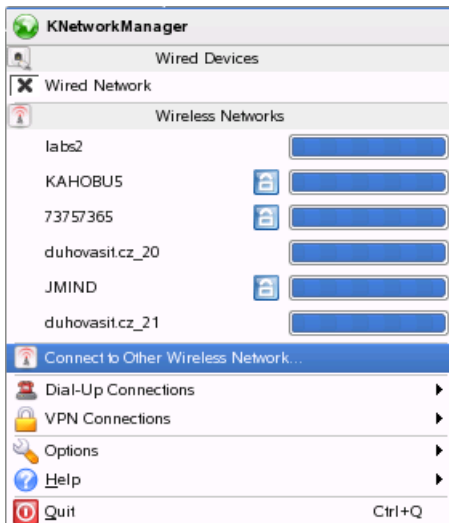 KNetworkManager
Wired Devices
Wired Network
Wireless Networks
labs2
KAHOBU5
73757365
duhovasit.cz_20
JMIND
duhovasit.cz_21
Connect to Other Wireless Network...
Dial-Up Connections
VPN Connections
Options
Help
Quit Ctrl+Q